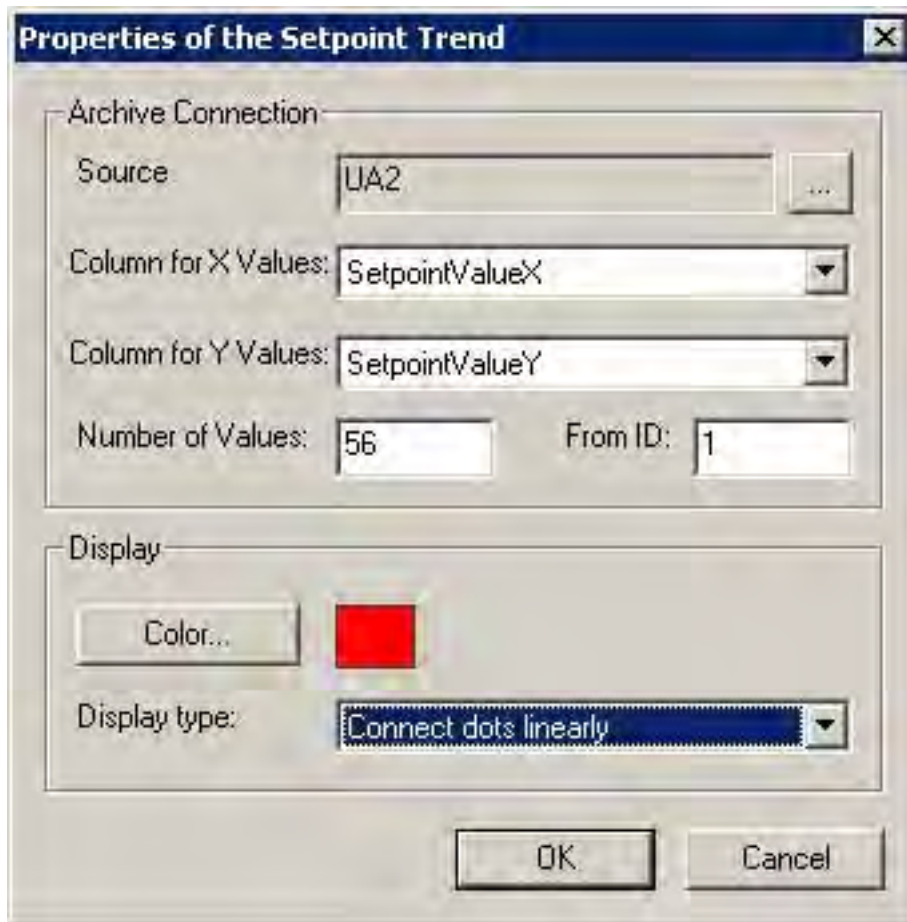 Properties of the Setpoint Trend
Archive Connection
Source UA2 ...
Column for X Values: SetpointValueX
Column for Y Values: SetpointValueY
Number of Values: 56 From ID: 1
Display
Color...
Display type: Connect dots linearly
OK Cancel